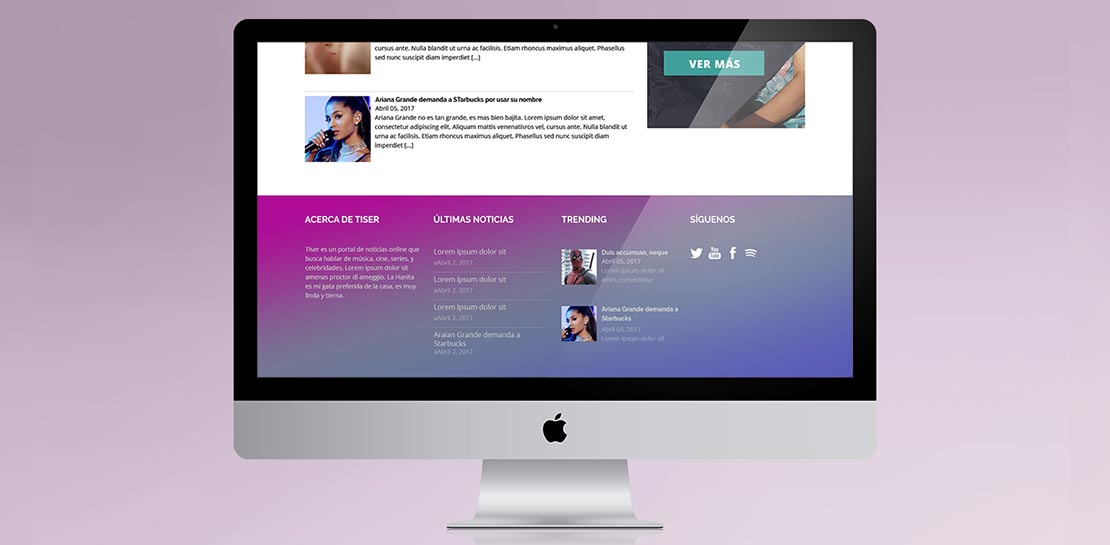 cursus ante. Nulla blandit ut urna ac facilisis. Etiam rhoncus maximus aliquet. Phasellus
sed nunc suscipit diam imperdiet [...]
VER MÁS
Ariana Grande demanda a STarbucks por usar su nombre
Abril 05, 2017
Ariana Grande no es tan grande, es mas bien bajita. Lorem ipsum dolor sit amet,
consectetur adipiscing elit, Aliquam mattis venenatisros vel, cursus ante. Nulla blandit ut
urna ac facilisis. Etiam rhoncus maximus aliquet. Phasellus sed nunc suscipit diam
imperdiet [...]
ACERCA DE TISER
Tiser es un portal de noticias online que
busca hablar de música, cine, series, y
celebridades. Lorem ipsum dolor sit
amenas proctor di ameggio. La Hanta
es mi gata preferida de la casa, es muy
linda y tierna.
ÚLTIMAS NOTICIAS
Lorem Ipsum dolor sit
aAbril 2, 2017
Lorem Ipsum dolor sit
aAbril 2, 2017
Lorem Ipsum dolor sit
aAbril 2, 2017
Araian Grande demanda a
Starbucks
aAbril 2, 2017
TRENDING
Duis accumsan, neque
Abril 05, 2017
Lorem ipsum dolor sit
amet, consectetur
Ariana Grande demanda a
Starbucks
Abril 05, 2017
Lorem ipsum dolor sit
SÍGUENOS
You
Tube